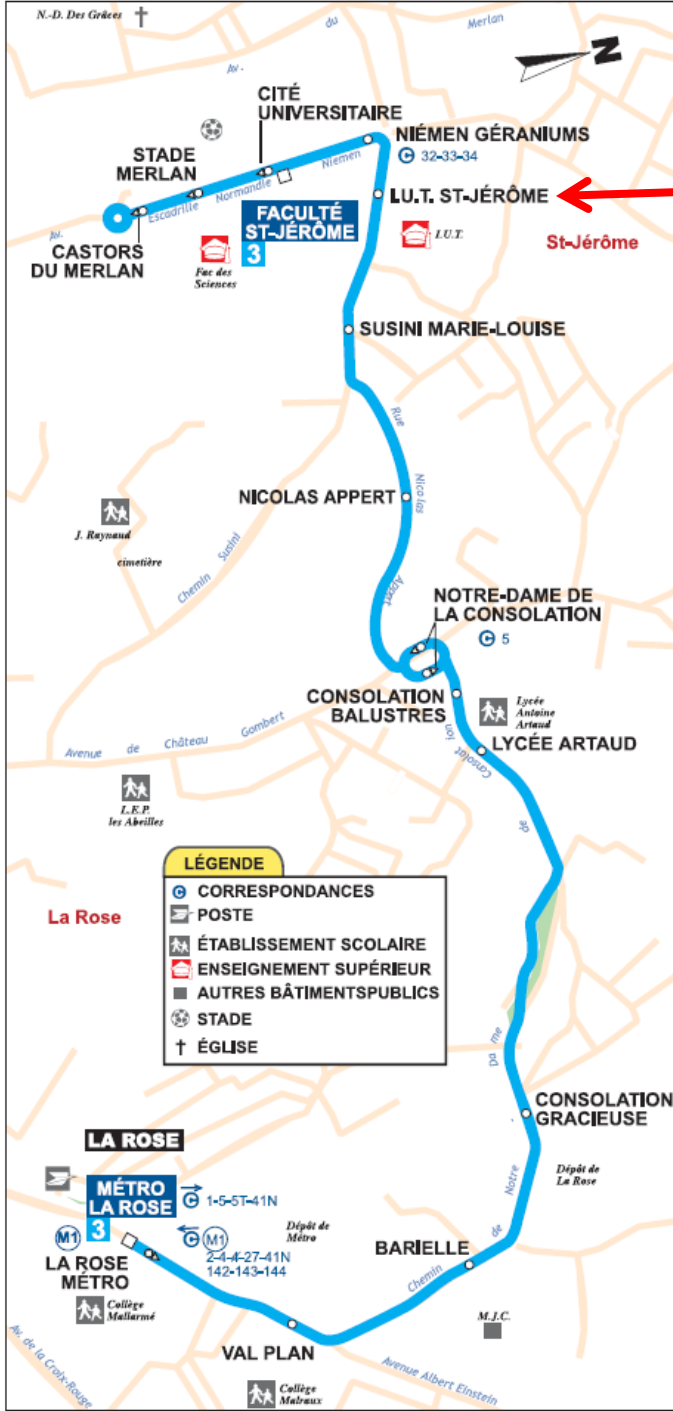 N.-D. Des Grâces
du
Merlan
Av.
N
CITÉ
UNIVERSITAIRE
NIÉMEN GÉRANIUMS
C 32-33-34
STADE
MERLAN
Niemen
Normandie
Escadrille
I.U.T. ST-JÉRÔME
FACULTÉ
ST-JÉRÔME
3
I.U.T.
St-Jérôme
Av.
CASTORS
DU MERLAN
Fac des
Sciences
SUSINI MARIE-LOUISE
Rue
NICOLAS APPERT
Nicolas
J. Raynaud
cimetière
Chemin Susini
Appert
NOTRE-DAME DE
LA CONSOLATION
C 5
CONSOLATION
BALUSTRES
Lycée
Antoine
Artaud
LYCÉE ARTAUD
Avenue de Château Gombert
Consolat ion
de
L.E.P.
les Abeilles
LÉGENDE
C CORRESPONDANCES
POSTE
ÉTABLISSEMENT SCOLAIRE
ENSEIGNEMENT SUPÉRIEUR
AUTRES BÂTIMENTSPUBLICS
STADE
ÉGLISE
La Rose
Da me
CONSOLATION
GRACIEUSE
LA ROSE
Dépôt de
La Rose
MÉTRO
LA ROSE
3
C 1-5-5T-41N
Notre
M1
C M1
2-4-4'-27-41N
142-143-144
Dépôt de
Métro
de
LA ROSE
MÉTRO
BARIELLE
Chemin
Collège
Mallarmé
M.J.C.
VAL PLAN
Av. de la Croix-Rouge
Avenue Albert Einstein
Collège
Malraux